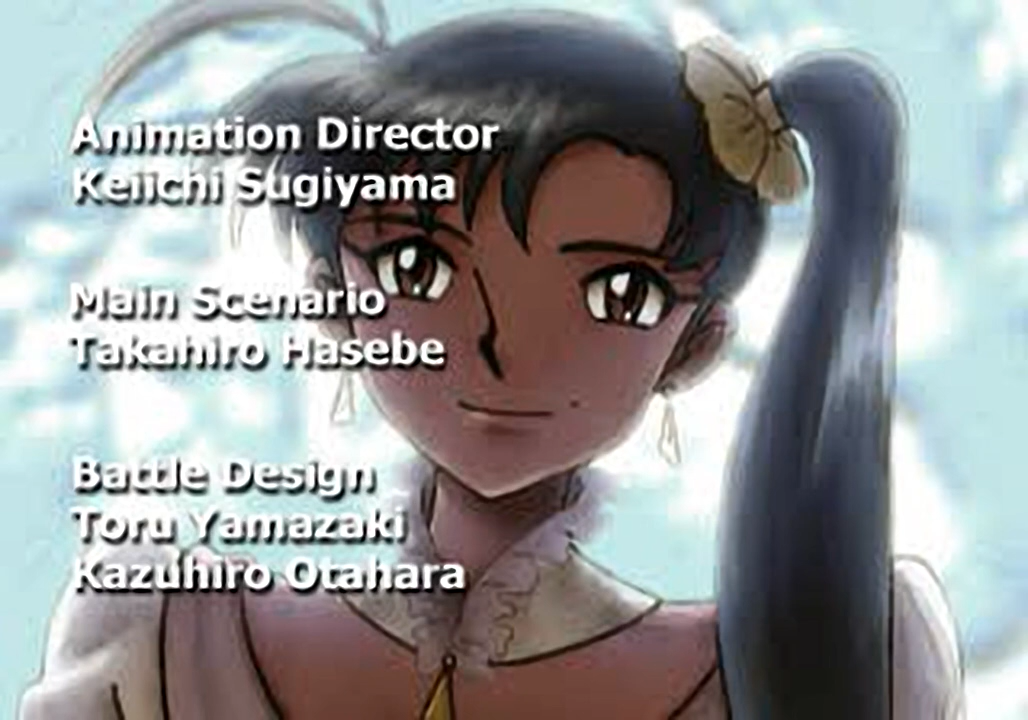 Animation Director
Keiichi Sugiyama
Main Scenario
Takahiro Hasebe
Battle Design
Toru Yamazaki
Kazuhiro Otahara